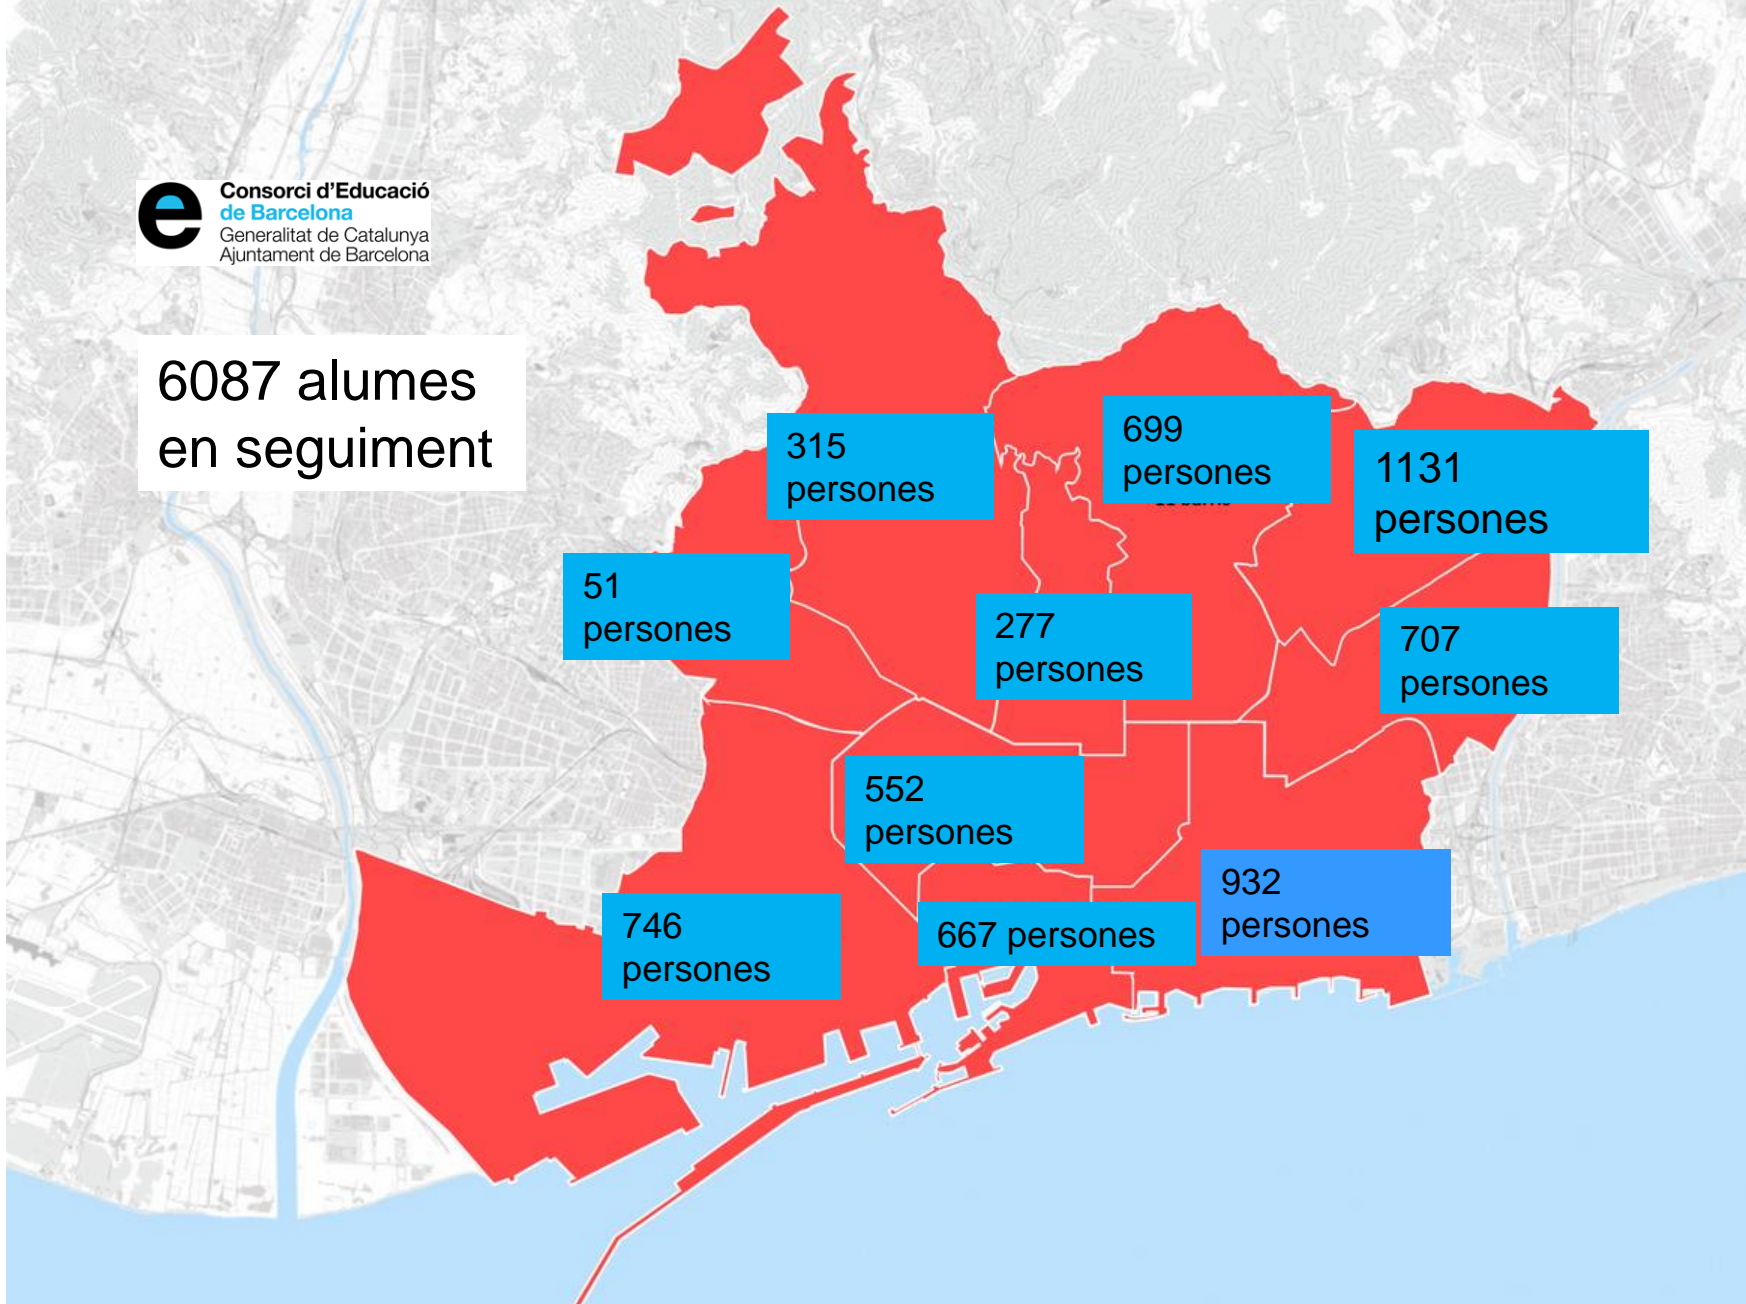 Consorci d'Educació
de Barcelona
Generalitat de Catalunya
Ajuntament de Barcelona
6087 alumes
en seguiment
315
persones
699
persones
1131
persones
51
persones
277
persones
707
persones
552
persones
932
persones
746
persones
667 persones